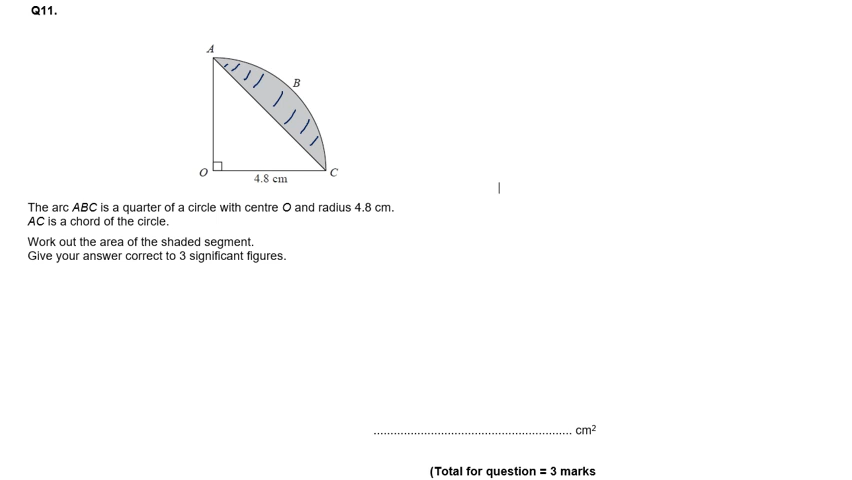 Q11.
A
B
O
C
4.8 cm
The arc ABC is a quarter of a circle with centre O and radius 4.8 cm.
AC is a chord of the circle.
Work out the area of the shaded segment.
Give your answer correct to 3 significant figures.
........................................................... cm²
(Total for question = 3 marks